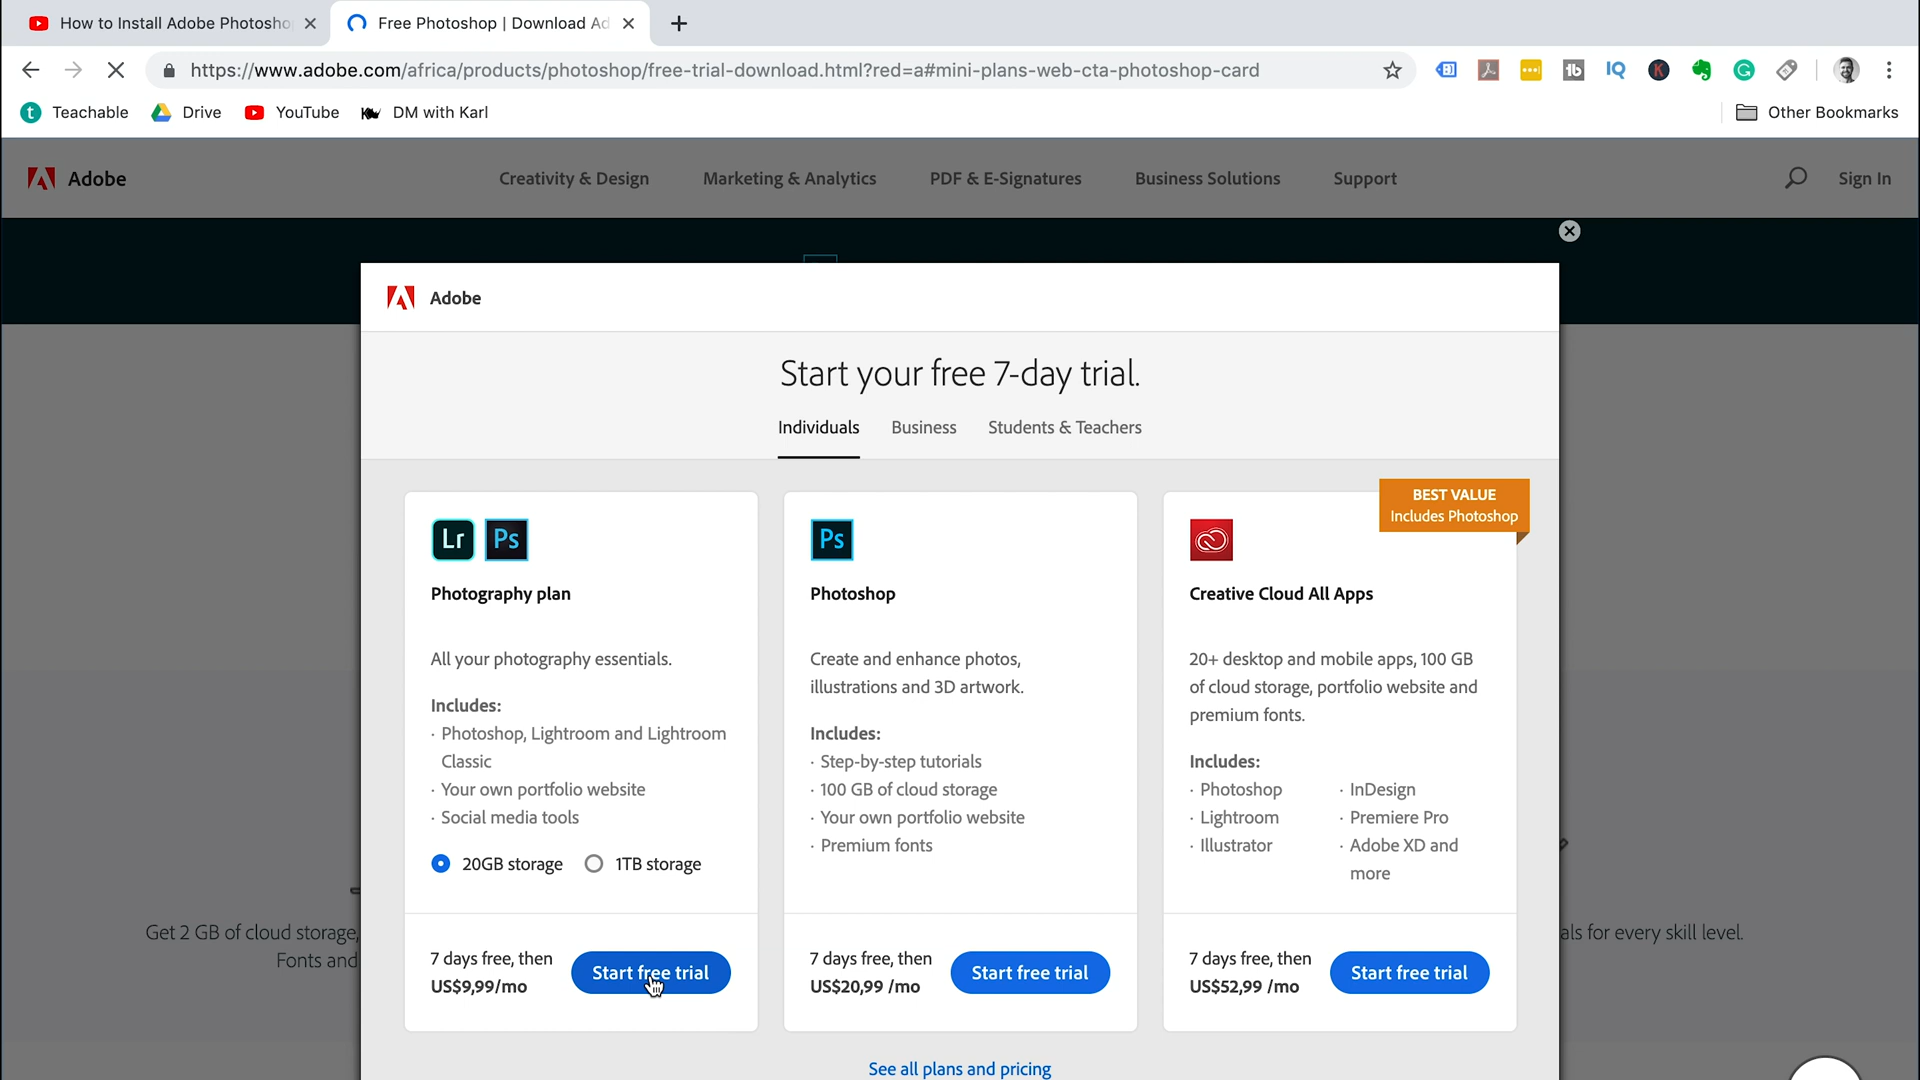 How to Install Adobe Photosho
Free Photoshop | Download Ad
https://www.adobe.com/africa/products/photoshop/free-trial-download.html?red=a#mini-plans-web-cta-photoshop-card
Teachable
Drive
YouTube
DM with Karl
Other Bookmarks
Adobe
Creativity & Design
Marketing & Analytics
PDF & E-Signatures
Business Solutions
Support
Sign In
Adobe
Start your free 7-day trial.
Individuals
Business
Students & Teachers
Lr
Ps
Photography plan
All your photography essentials.
Includes:
· Photoshop, Lightroom and Lightroom
Classic
· Your own portfolio website
· Social media tools
20GB storage
1TB storage
7 days free, then
US$9,99/mo
Start free trial
Ps
Photoshop
Create and enhance photos,
illustrations and 3D artwork.
Includes:
· Step-by-step tutorials
· 100 GB of cloud storage
· Your own portfolio website
· Premium fonts
7 days free, then
US$20,99 /mo
Start free trial
BEST VALUE
Includes Photoshop
Creative Cloud All Apps
20+ desktop and mobile apps, 100 GB
of cloud storage, portfolio website and
premium fonts.
Includes:
· Photoshop
· Lightroom
· Illustrator
· InDesign
· Premiere Pro
· Adobe XD and
more
7 days free, then
US$52,99 /mo
Start free trial
See all plans and pricing
Get 2 GB of cloud storage,
Fonts and
als for every skill level.